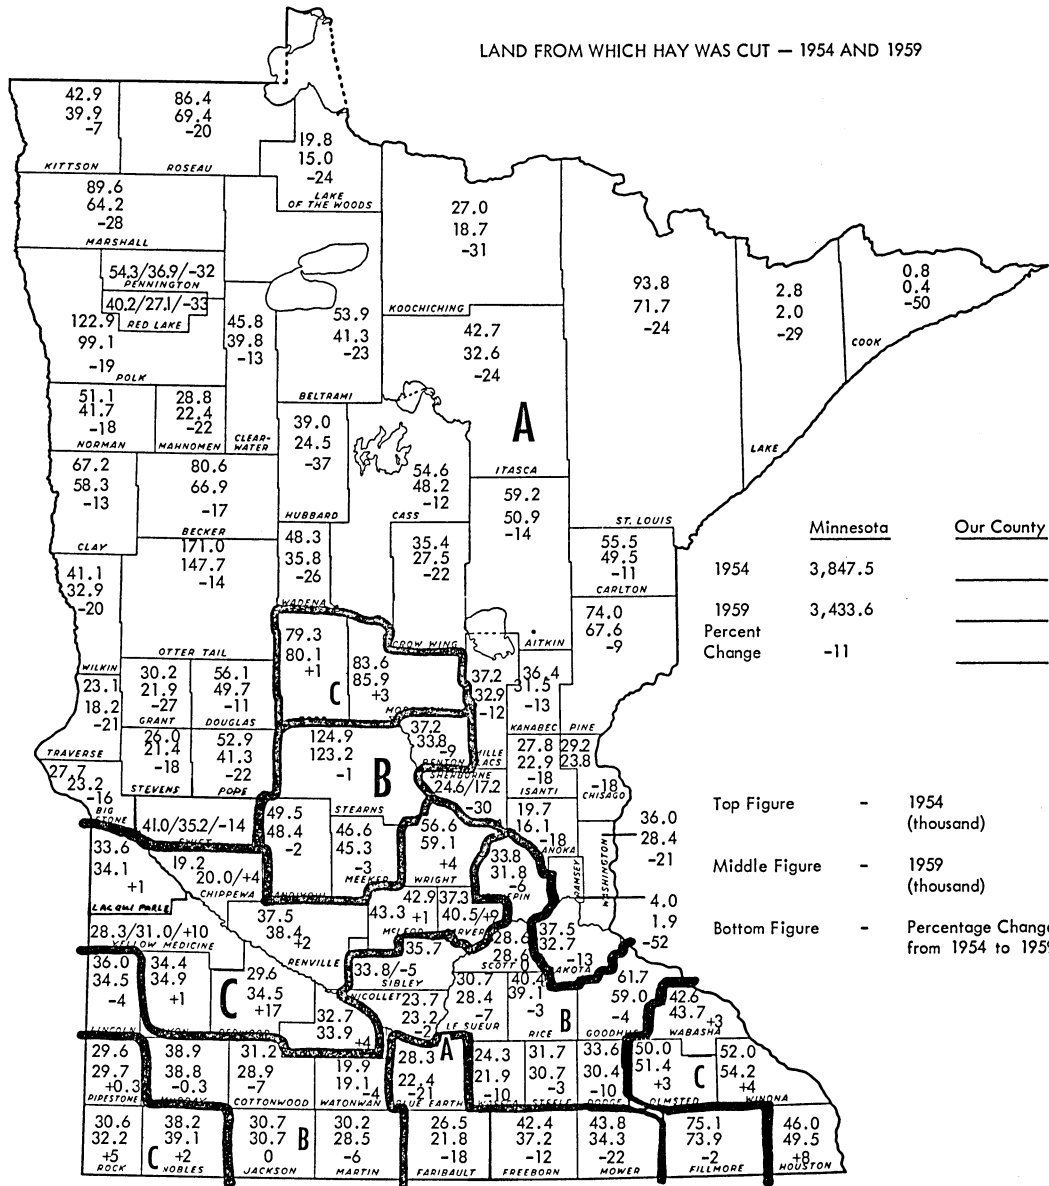 LAND FROM WHICH HAY WAS CUT — 1954 AND 1959
42.9
39.9
-7
KITTSON
86.4
69.4
-20
ROSEAU
19.8
15.0
-24
LAKE
OF THE WOODS
89.6
64.2
-28
MARSHALL
27.0
18.7
-31
KOOCHICHING
54.3/36.9/-32
PENNINGTON
40.2/27.1/-33
RED LAKE
122.9
99.1
-19
POLK
45.8
39.8
-13
CLEAR-
WATER
53.9
41.3
-23
BELTRAMI
42.7
32.6
-24
ITASCA
A
93.8
71.7
-24
ST. LOUIS
2.8
2.0
-29
LAKE
0.8
0.4
-50
COOK
51.1
41.7
-18
NORMAN
28.8
22.4
-22
MAHNOMEN
39.0
24.5
-37
HUBBARD
67.2
58.3
-13
CLAY
80.6
66.9
-17
BECKER
54.6
48.2
-12
CASS
59.2
50.9
-14
AITKIN
55.5
49.5
-11
CARLTON
41.1
32.9
-20
WILKIN
171.0
147.7
-14
OTTER TAIL
48.3
35.8
-26
WADENA
35.4
27.5
-22
CROW WING
74.0
67.6
-9
PINE
Minnesota
Our County
1954 3,847.5
1959 3,433.6
Percent
Change -11
79.3
80.1
+1
C
83.6
85.9
+3
37.2
32.9
-12
MILLE
LACS
36.4
31.5
-13
KANABEC
23.1
18.2
-21
TRAVERSE
30.2
21.9
-27
GRANT
56.1
49.7
-11
DOUGLAS
26.0
21.4
-18
STEVENS
52.9
41.3
-22
POPE
124.9
123.2
-1
STEARNS
B
37.2
33.8
-9
BENTON
27.8
22.9
-18
ISANTI
29.2
23.8
-18
CHISAGO
27.7
23.2
-16
BIG
STONE
41.0/35.2/-14
SWIFT
49.5
48.4
-2
KANDIYOHI
46.6
45.3
-3
MEEKER
SHERBURNE
24.6/17.2
-30
19.7
16.1
-18
ANOKA
56.6
59.1
+4
WRIGHT
36.0
28.4
-21
WASHINGTON
4.0
1.9
-52
RAMSEY
Top Figure - 1954
(thousand)
Middle Figure - 1959
(thousand)
Bottom Figure - Percentage Change
from 1954 to 1959
33.6
34.1
+1
LACQUI PARLE
19.2
20.0/+4
CHIPPEWA
33.8
31.8
-6
28.3/31.0/+10
YELLOW MEDICINE
37.5
38.4
+2
RENVILLE
42.9
43.3 +1
MCLEOD
37.3
40.5/+9
CARVER
28.6
28.6
0
SCOTT
37.5
32.7
-13
DAKOTA
35.7
33.8/-5
SIBLEY
36.0
34.5
-4
LINCOLN
34.4
34.9
+1
LYON
29.6
34.5
+17
REDWOOD
C
32.7
33.9
+4
NICOLLET
23.7
23.2
-2
30.7
28.4
-7
LE SUEUR
40.4
39.1
-3
RICE
B
61.7
59.0
-4
GOODHUE
42.6
43.7
+3
WABASHA
29.6
29.7
+0.3
PIPESTONE
38.9
38.8
-0.3
MURRAY
31.2
28.9
-7
COTTONWOOD
19.9
19.1
-4
WATONWAN
28.3
22.4
-21
BLUE EARTH
A
24.3
21.9
-10
WASECA
31.7
30.7
-3
STEELE
33.6
30.4
-10
DODGE
50.0
51.4
+3
OLMSTED
C
52.0
54.2
+4
WINONA
30.6
32.2
+5
ROCK
38.2
39.1
+2
C
NOBLES
30.7
30.7
0
JACKSON
B
30.2
28.5
-6
MARTIN
26.5
21.8
-18
FARIBAULT
42.4
37.2
-12
FREEBORN
43.8
34.3
-22
MOWER
75.1
73.9
-2
FILLMORE
46.0
49.5
+8
HOUSTON